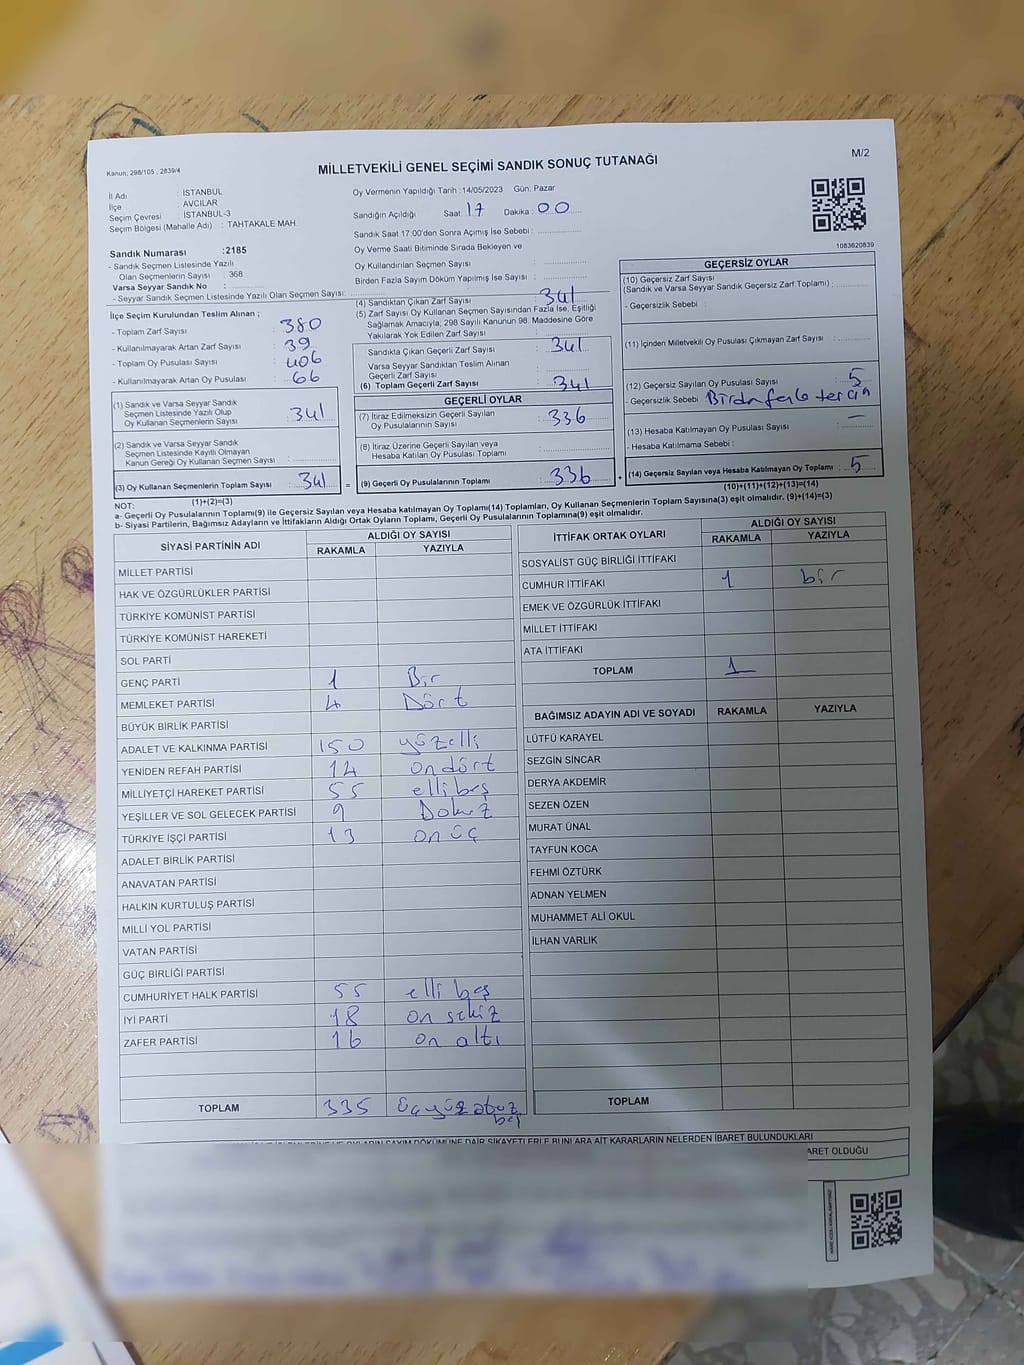 Kanun; 298/105 , 2839/4
MİLLETVEKİLİ GENEL SEÇİMİ SANDIK SONUÇ TUTANAĞI
M/2
İl Adı : İSTANBUL
İlçe : AVCILAR
Seçim Çevresi : İSTANBUL-3
Seçim Bölgesi (Mahalle Adı) : TAHTAKALE MAH.
Oy Vermenin Yapıldığı Tarih : 14/05/2023 Gün: Pazar
Sandığın Açıldığı Saat: 17 Dakika : 00
Sandık Saat 17:00'den Sonra Açımış İse Sebebi :
Oy Verme Saati Bitiminde Sırada Bekleyen ve
Oy Kullandırılan Seçmen Sayısı :
Birden Fazla Sayım Döküm Yapılmış İse Sayısı :
1083620839
Sandık Numarası :2185
- Sandık Seçmen Listesinde Yazılı
Olan Seçmenlerin Sayısı : 368
Varsa Seyyar Sandık No :
- Seyyar Sandık Seçmen Listesinde Yazılı Olan Seçmen Sayısı:
İlçe Seçim Kurulundan Teslim Alınan ;
- Toplam Zarf Sayısı : 380
- Kullanılmayarak Artan Zarf Sayısı : 39
- Toplam Oy Pusulası Sayısı : 406
- Kullanılmayarak Artan Oy Pusulası : 66
(1) Sandık ve Varsa Seyyar Sandık
Seçmen Listesinde Yazılı Olup
Oy Kullanan Seçmenlerin Sayısı : 341
(2) Sandık ve Varsa Seyyar Sandık
Seçmen Listesinde Kayıtlı Olmayan
Kanun Gereği Oy Kullanan Seçmen Sayısı :
(3) Oy Kullanan Seçmenlerin Toplam Sayısı : 341
(1)+(2)=(3)
(4) Sandıktan Çıkan Zarf Sayısı : 341
(5) Zarf Sayısı Oy Kullanan Seçmen Sayısından Fazla İse, Eşitliği
Sağlamak Amacıyla, 298 Sayılı Kanunun 98. Maddesine Göre
Yakılarak Yok Edilen Zarf Sayısı :
Sandıkta Çıkan Geçerli Zarf Sayısı : 341
Varsa Seyyar Sandıktan Teslim Alınan
Geçerli Zarf Sayısı :
(6) Toplam Geçerli Zarf Sayısı : 341
GEÇERLİ OYLAR
(7) İtiraz Edilmeksizin Geçerli Sayılan
Oy Pusulalarının Sayısı : 336
(8) İtiraz Üzerine Geçerli Sayılan veya
Hesaba Katılan Oy Pusulası Toplamı :
= (9) Geçerli Oy Pusulalarının Toplamı : 336 +
GEÇERSİZ OYLAR
(10) Geçersiz Zarf Sayısı
(Sandık ve Varsa Seyyar Sandık Geçersiz Zarf Toplamı) :
- Geçersizlik Sebebi :
(11) İçinden Milletvekili Oy Pusulası Çıkmayan Zarf Sayısı :
(12) Geçersiz Sayılan Oy Pusulası Sayısı : 5
- Geçersizlik Sebebi : Birdn fazla tercih
(13) Hesaba Katılmayan Oy Pusulası Sayısı : —
- Hesaba Katılmama Sebebi :
(14) Geçersiz Sayılan veya Hesaba Katılmayan Oy Toplamı : 5
(10)+(11)+(12)+(13)=(14)
NOT:
a- Geçerli Oy Pusulalarının Toplamı(9) ile Geçersiz Sayılan veya Hesaba katılmayan Oy Toplamı(14) Toplamları, Oy Kullanan Seçmenlerin Toplam Sayısına(3) eşit olmalıdır. (9)+(14)=(3)
b- Siyasi Partilerin, Bağımsız Adayların ve İttifakların Aldığı Ortak Oyların Toplamı, Geçerli Oy Pusulalarının Toplamına(9) eşit olmalıdır.
SİYASİ PARTİNİN ADI ALDIĞI OY SAYISI
RAKAMLA YAZIYLA
MİLLET PARTİSİ
HAK VE ÖZGÜRLÜKLER PARTİSİ
TÜRKİYE KOMÜNİST PARTİSİ
TÜRKİYE KOMÜNİST HAREKETİ
SOL PARTİ
GENÇ PARTİ 1 Bir
MEMLEKET PARTİSİ 4 Dört
BÜYÜK BİRLİK PARTİSİ
ADALET VE KALKINMA PARTİSİ 150 yüzelli
YENİDEN REFAH PARTİSİ 14 ondört
MİLLİYETÇİ HAREKET PARTİSİ 55 elli beş
YEŞİLLER VE SOL GELECEK PARTİSİ 9 Dokuz
TÜRKİYE İŞÇİ PARTİSİ 13 on üç
ADALET BİRLİK PARTİSİ
ANAVATAN PARTİSİ
HALKIN KURTULUŞ PARTİSİ
MİLLİ YOL PARTİSİ
VATAN PARTİSİ
GÜÇ BİRLİĞİ PARTİSİ
CUMHURİYET HALK PARTİSİ 55 elli beş
İYİ PARTİ 18 on sekiz
ZAFER PARTİSİ 16 on altı
TOPLAM 335 üçyüz otuz beş
İTTİFAK ORTAK OYLARI ALDIĞI OY SAYISI
RAKAMLA YAZIYLA
SOSYALİST GÜÇ BİRLİĞİ İTTİFAKI
CUMHUR İTTİFAKI 1 bir
EMEK VE ÖZGÜRLÜK İTTİFAKI
MİLLET İTTİFAKI
ATA İTTİFAKI
TOPLAM 1
BAĞIMSIZ ADAYIN ADI VE SOYADI RAKAMLA YAZIYLA
LÜTFÜ KARAYEL
SEZGİN SİNCAR
DERYA AKDEMİR
SEZEN ÖZEN
MURAT ÜNAL
TAYFUN KOCA
FEHMİ ÖZTÜRK
ADNAN YELMEN
MUHAMMET ALİ OKUL
İLHAN VARLIK
TOPLAM
OYLARIN SAYIM DÖKÜMÜNE DAİR ŞİKAYETLERLE BUNLARA AİT KARARLARIN NELERDEN İBARET BULUNDUKLARI
OLDUĞU